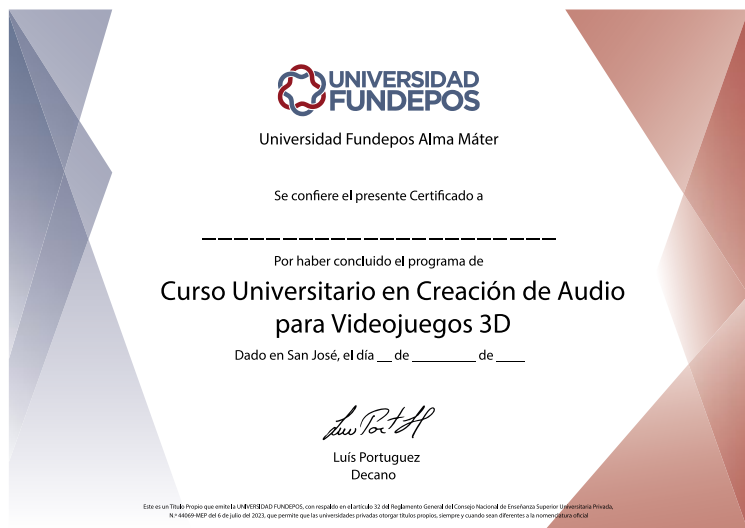 UNIVERSIDAD
FUNDEPOS
Universidad Fundepos Alma Máter
Se confiere el presente Certificado a
Por haber concluido el programa de
Curso Universitario en Creación de Audio
para Videojuegos 3D
Dado en San José, el día __ de ________ de ____
Luís Portuguez
Decano
Este es un Título Propio que emite la UNIVERSIDAD FUNDEPOS, con respaldo en el artículo 32 del Reglamento General del Consejo Nacional de Enseñanza Superior Universitaria Privada,
N.º 44069-MEP del 6 de julio del 2023, que permite que las universidades privadas otorgar títulos propios, siempre y cuando sean diferentes a la nomenclatura oficial